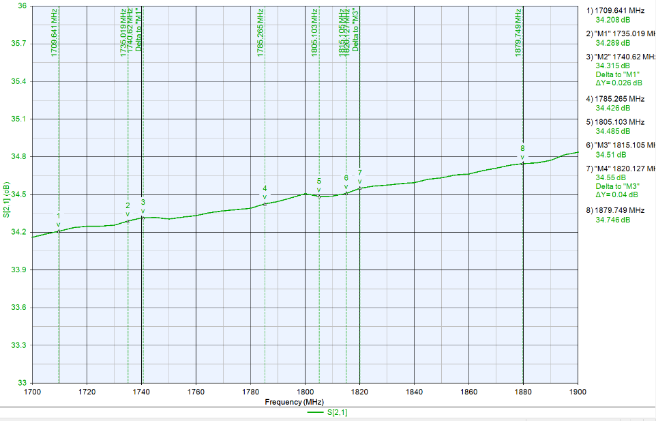 36
35.7
35.4
35.1
34.8
34.5
34.2
33.9
33.6
33.3
33
S[2.1] (dB)
1709.641 MHz
1735.019 MHz
1740.62 MHz
Delta to "M1"
1785.265 MHz
1805.103 MHz
1815.105 MHz
1820.127 MHz
Delta to "M3"
1879.749 MHz
1
2
3
4
5
6
7
8
1700
1720
1740
1760
1780
1800
1820
1840
1860
1880
1900
Frequency (MHz)
S[2.1]
1) 1709.641 MHz
34.208 dB
2) "M1" 1735.019 MH
34.289 dB
3) "M2" 1740.62 MH
34.315 dB
Delta to "M1"
ΔY= 0.026 dB
4) 1785.265 MHz
34.426 dB
5) 1805.103 MHz
34.485 dB
6) "M3" 1815.105 MH
34.51 dB
7) "M4" 1820.127 MH
34.55 dB
Delta to "M3"
ΔY= 0.04 dB
8) 1879.749 MHz
34.746 dB